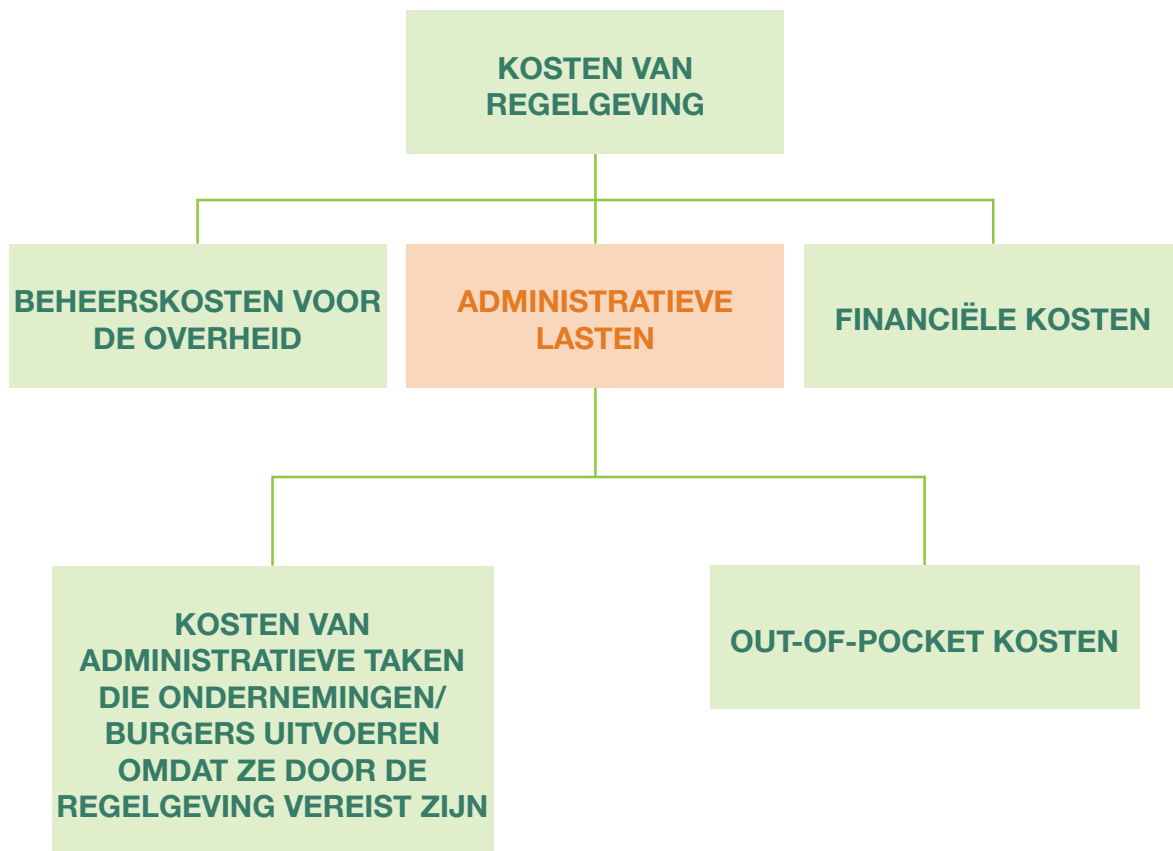 KOSTEN VAN
REGELGEVING
BEHEERSKOSTEN VOOR
DE OVERHEID
ADMINISTRATIEVE
LASTEN
FINANCIËLE KOSTEN
KOSTEN VAN
ADMINISTRATIEVE TAKEN
DIE ONDERNEMINGEN/
BURGERS UITVOEREN
OMDAT ZE DOOR DE
REGELGEVING VEREIST ZIJN
OUT-OF-POCKET KOSTEN